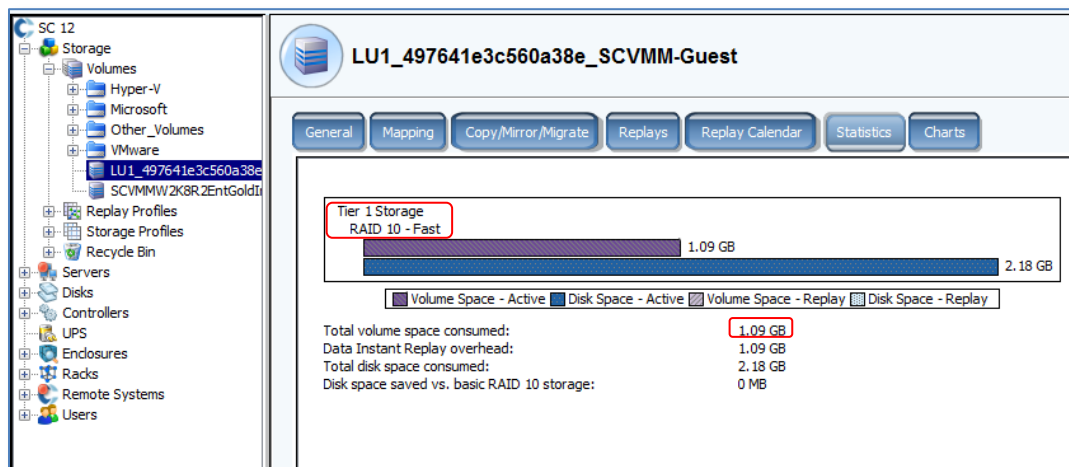 SC 12
Storage
Volumes
Hyper-V
Microsoft
Other_Volumes
VMware
LU1_497641e3c560a38e
SCVMMW2K8R2EntGoldI
Replay Profiles
Storage Profiles
Recycle Bin
Servers
Disks
Controllers
UPS
Enclosures
Racks
Remote Systems
Users
LU1_497641e3c560a38e_SCVMM-Guest
General Mapping Copy/Mirror/Migrate Replays Replay Calendar Statistics Charts
Tier 1 Storage
RAID 10 - Fast
1.09 GB
2.18 GB
Volume Space - Active Disk Space - Active Volume Space - Replay Disk Space - Replay
Total volume space consumed: 1.09 GB
Data Instant Replay overhead: 1.09 GB
Total disk space consumed: 2.18 GB
Disk space saved vs. basic RAID 10 storage: 0 MB